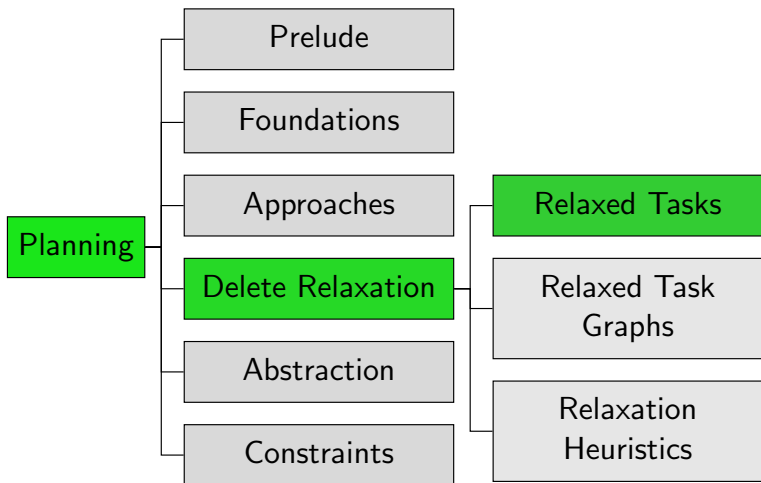 Planning
Prelude
Foundations
Approaches
Delete Relaxation
Abstraction
Constraints
Relaxed Tasks
Relaxed Task
Graphs
Relaxation
Heuristics